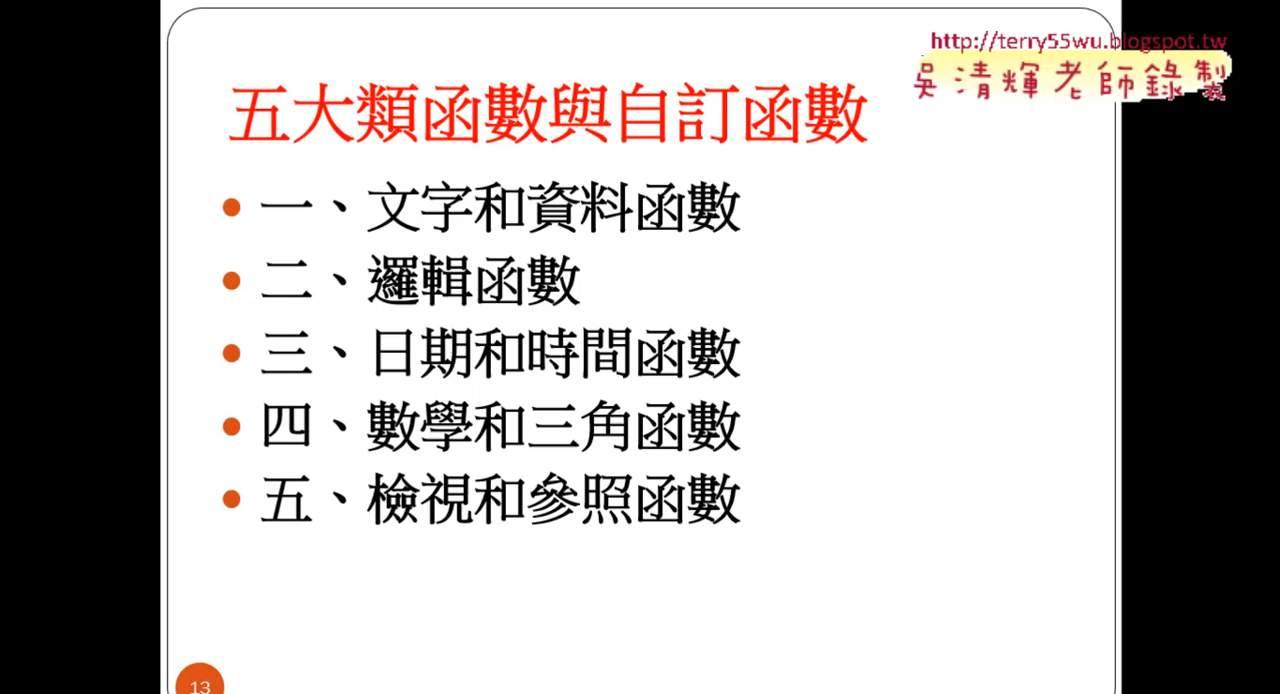 http://terry55wu.blogspot.tw
吳清輝老師錄製
五大類函數與自訂函數
一、文字和資料函數
二、邏輯函數
三、日期和時間函數
四、數學和三角函數
五、檢視和參照函數
13